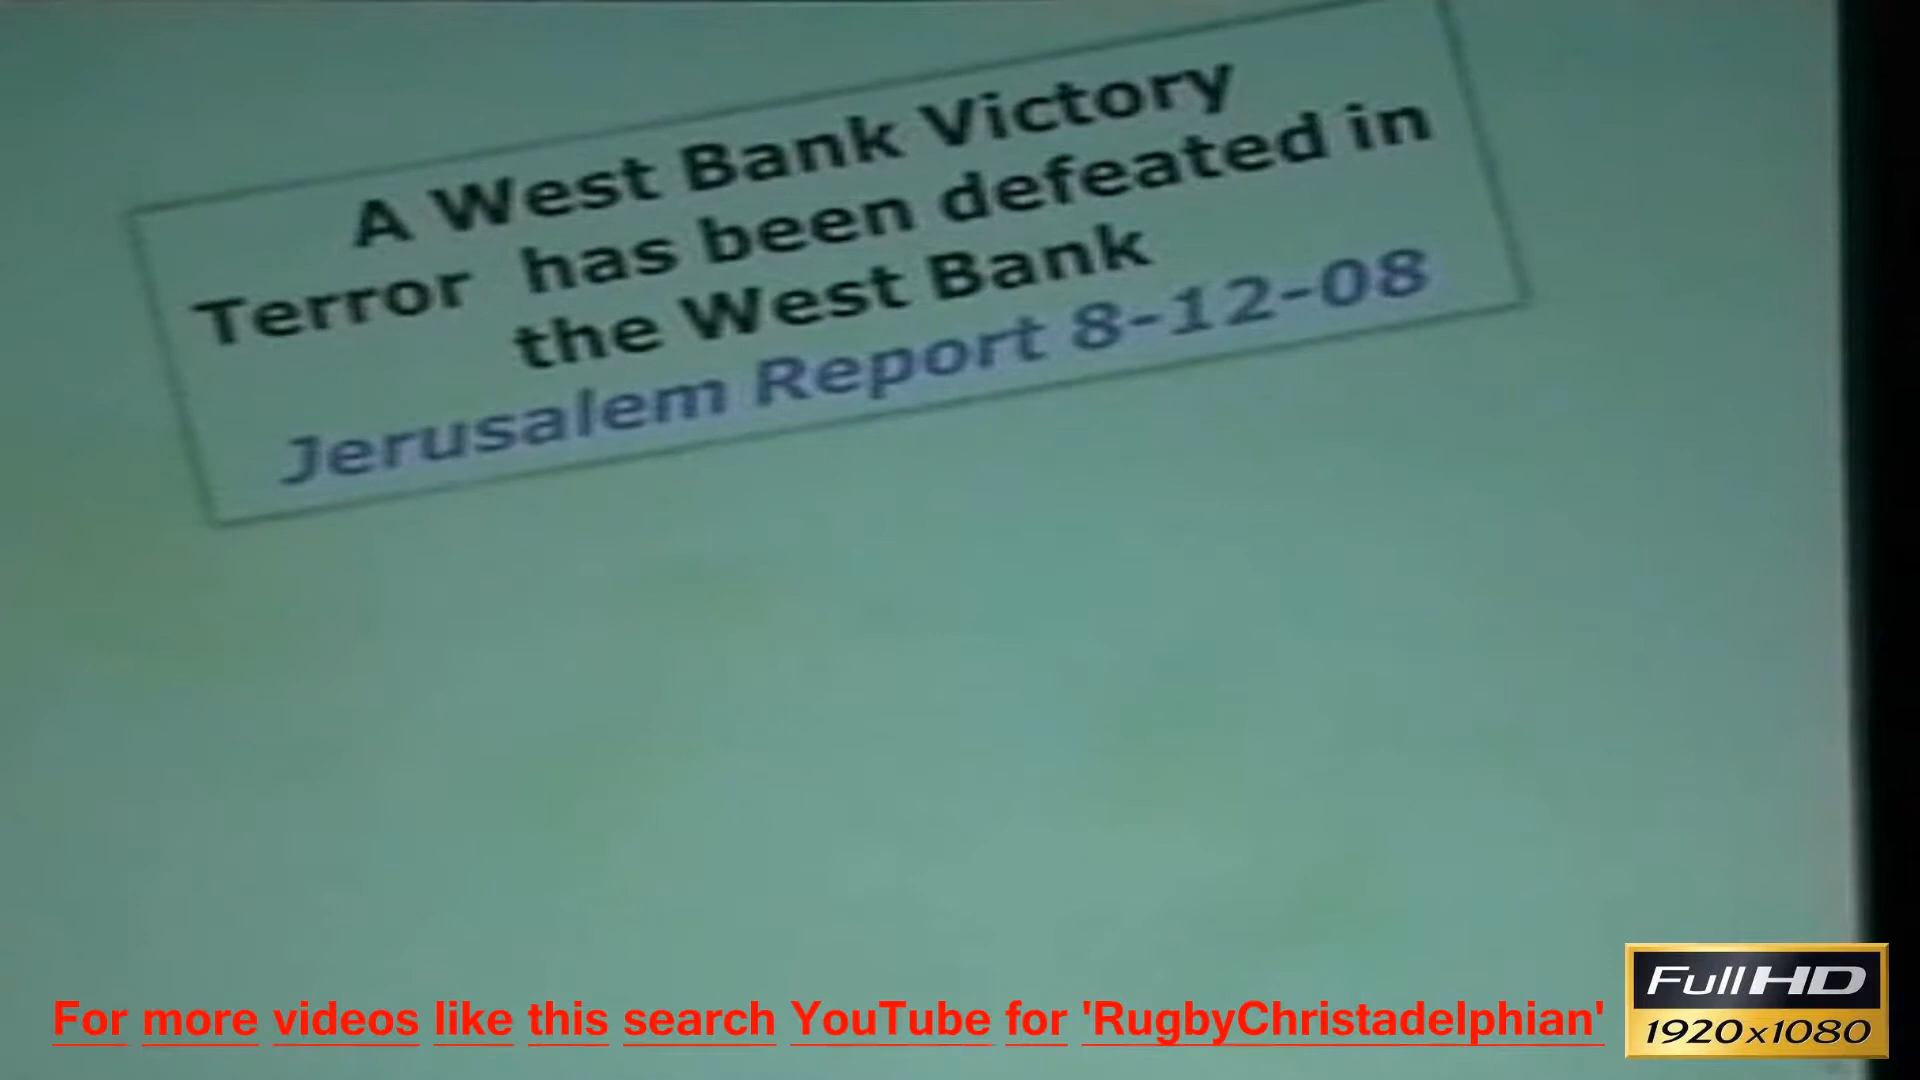 A West Bank Victory
Terror has been defeated in
the West Bank
Jerusalem Report 8-12-08
For more videos like this search YouTube for 'RugbyChristadelphian'
Full HD
1920x1080